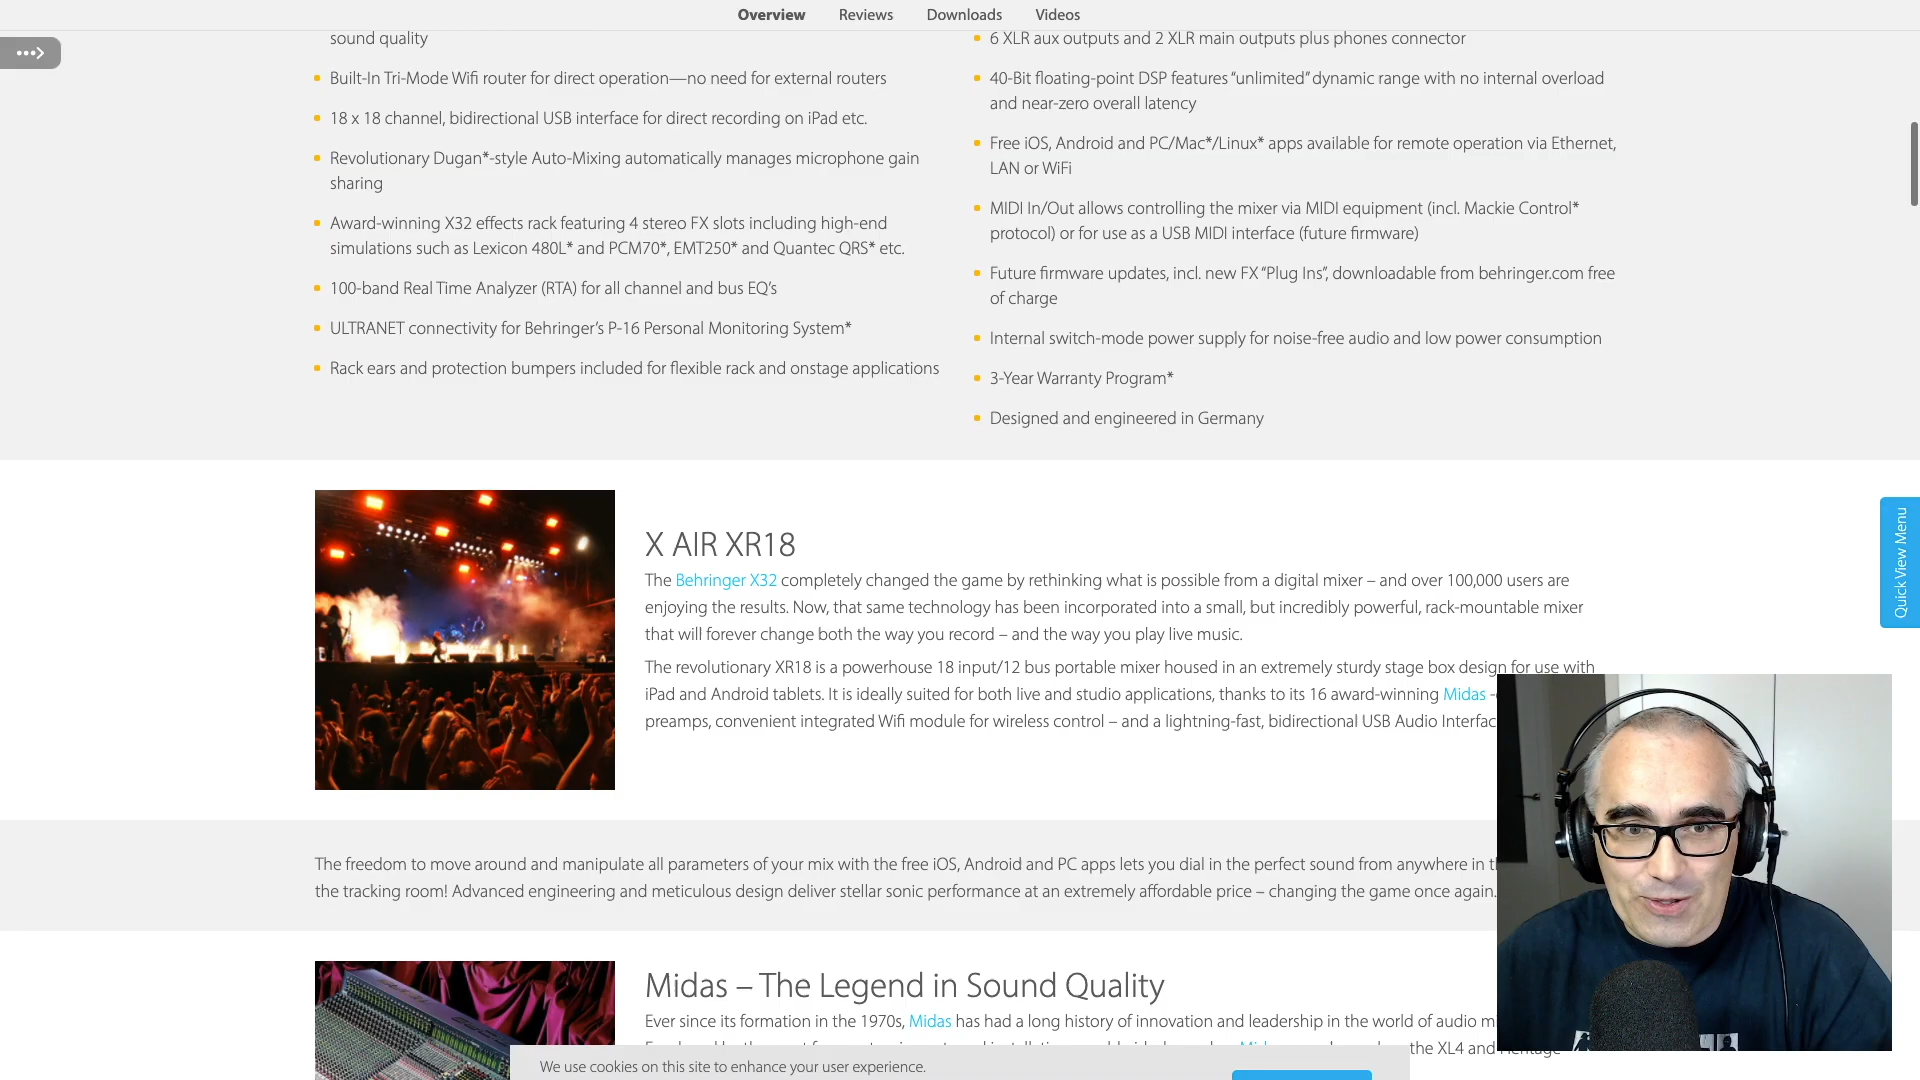 Overview Reviews Downloads Videos
sound quality
Built-In Tri-Mode Wifi router for direct operation—no need for external routers
18 x 18 channel, bidirectional USB interface for direct recording on iPad etc.
Revolutionary Dugan*-style Auto-Mixing automatically manages microphone gain
sharing
Award-winning X32 effects rack featuring 4 stereo FX slots including high-end
simulations such as Lexicon 480L* and PCM70*, EMT250* and Quantec QRS* etc.
100-band Real Time Analyzer (RTA) for all channel and bus EQ's
ULTRANET connectivity for Behringer's P-16 Personal Monitoring System*
Rack ears and protection bumpers included for flexible rack and onstage applications
6 XLR aux outputs and 2 XLR main outputs plus phones connector
40-Bit floating-point DSP features “unlimited” dynamic range with no internal overload
and near-zero overall latency
Free iOS, Android and PC/Mac*/Linux* apps available for remote operation via Ethernet,
LAN or WiFi
MIDI In/Out allows controlling the mixer via MIDI equipment (incl. Mackie Control*
protocol) or for use as a USB MIDI interface (future firmware)
Future firmware updates, incl. new FX “Plug Ins”, downloadable from behringer.com free
of charge
Internal switch-mode power supply for noise-free audio and low power consumption
3-Year Warranty Program*
Designed and engineered in Germany
Quick View Menu
X AIR XR18
The Behringer X32 completely changed the game by rethinking what is possible from a digital mixer – and over 100,000 users are
enjoying the results. Now, that same technology has been incorporated into a small, but incredibly powerful, rack-mountable mixer
that will forever change both the way you record – and the way you play live music.
The revolutionary XR18 is a powerhouse 18 input/12 bus portable mixer housed in an extremely sturdy stage box design for use with
iPad and Android tablets. It is ideally suited for both live and studio applications, thanks to its 16 award-winning Midas
preamps, convenient integrated Wifi module for wireless control – and a lightning-fast, bidirectional USB Audio Interfac
The freedom to move around and manipulate all parameters of your mix with the free iOS, Android and PC apps lets you dial in the perfect sound from anywhere in
the tracking room! Advanced engineering and meticulous design deliver stellar sonic performance at an extremely affordable price – changing the game once again.
Midas – The Legend in Sound Quality
Ever since its formation in the 1970s, Midas has had a long history of innovation and leadership in the world of audio
the XL4 and
We use cookies on this site to enhance your user experience.